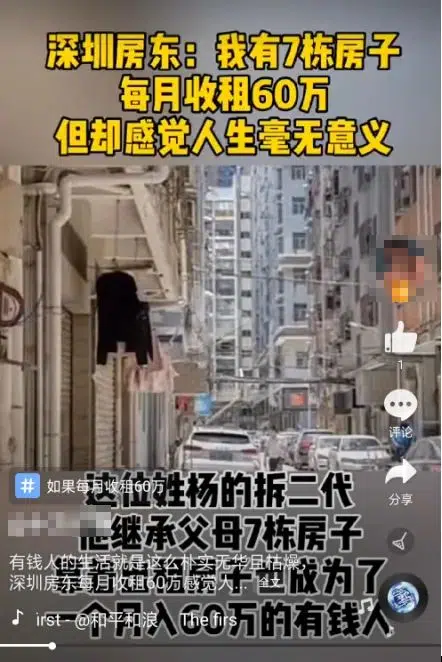 深圳房东：我有7栋房子
每月收租60万
但却感觉人生毫无意义
1
评论
分享
# 如果每月收租60万
这位姓杨的拆二代
他继承父母7栋房子
有钱人的生活就是这么朴实无华且枯燥，
深圳房东每月收租60万感觉人... 全文
成为了
一个月入60万的有钱人
irst - @和平和浪 The firs